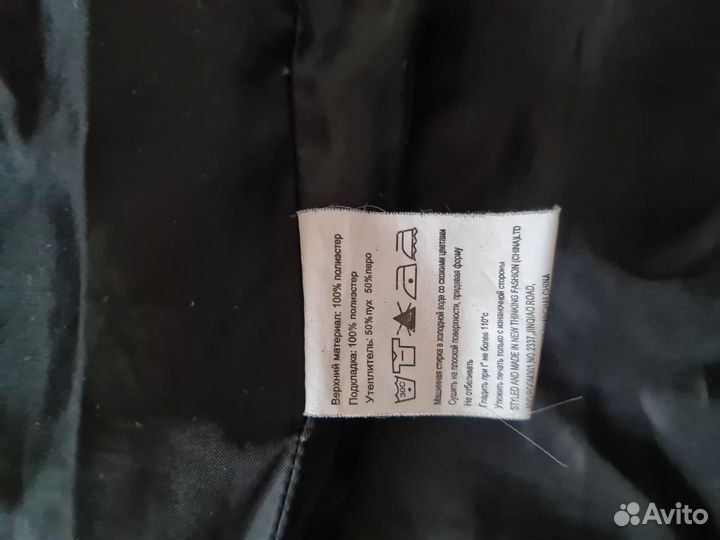 Верхний материал: 100% полиэстер
Подкладка: 100% полиэстер
Утеплитель: 50%пух 50%перо
30C
Машинная стирка в холодной воде со схожими цветами
Сушить на плоской поверхности, придавая форму
Не отбеливать
Гладить при t° не более 110°с
Утюжить печать только с изнаночной стороны
STYLED AND MADE IN NEW THINKING FASHION (CHINA)LTD
NO.2337, JINQIAO ROAD,
CHINA
Avito